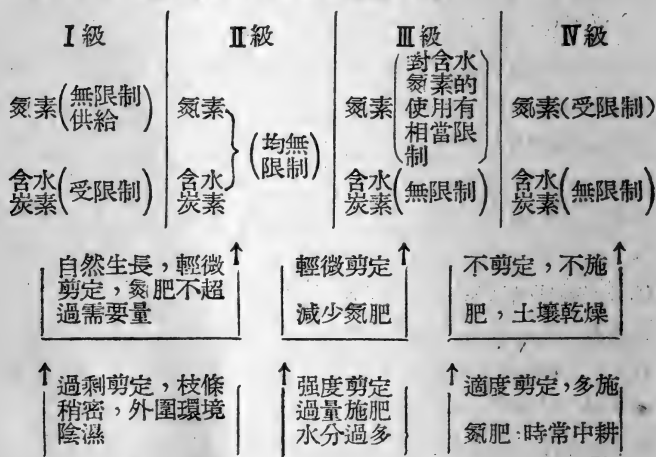 I級 II級 III級 IV級
氮素(無限制供給)
含水炭素(受限制)
氮素
含水炭素
(均無限制)
氮素(對含水氮素的使用有相當限制)
含水炭素(無限制)
氮素(受限制)
含水炭素(無限制)
自然生長，輕微
剪定，氮肥不超
過需要量
輕微剪定
減少氮肥
不剪定，不施
肥，土壤乾燥
過剩剪定，枝條
稍密，外圍環境
陰濕
强度剪定
過量施肥
水分過多
適度剪定，多施
氮肥，時常中耕